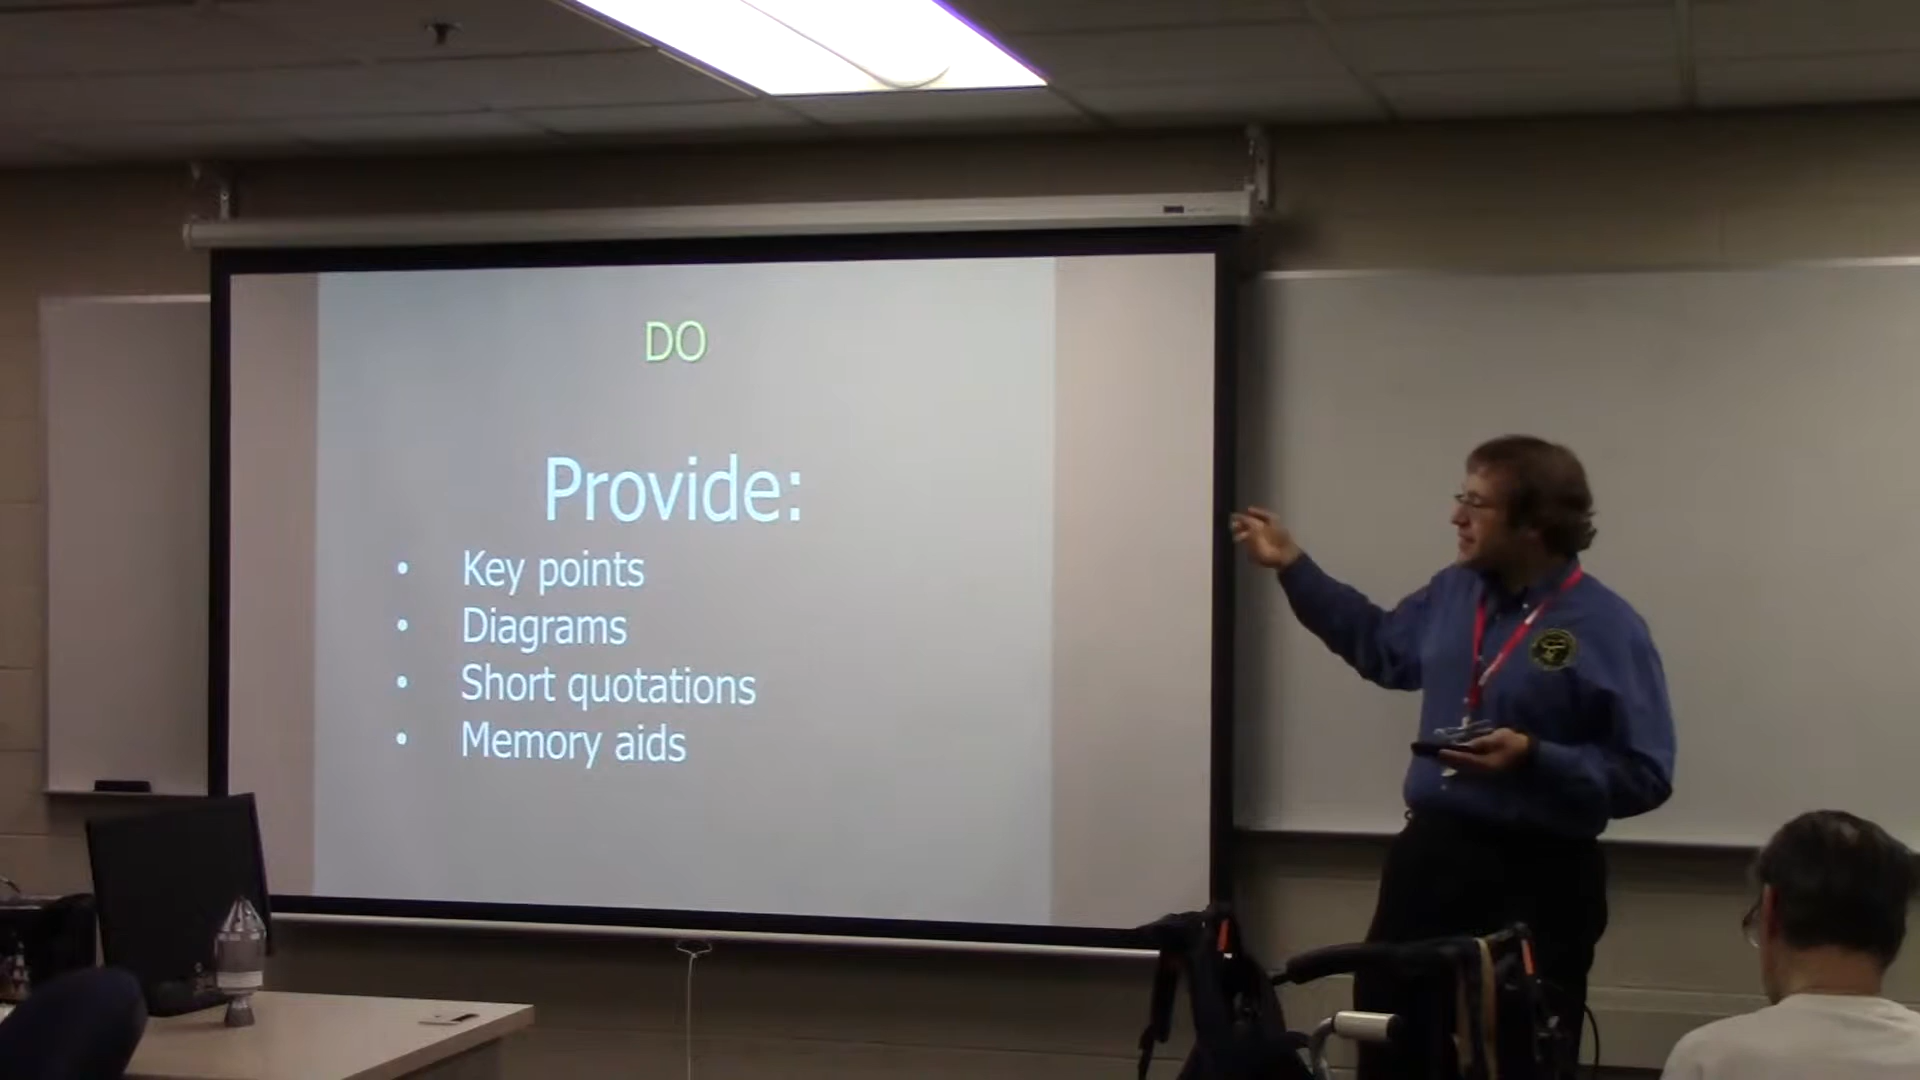 DO
Provide:
• Key points
• Diagrams
• Short quotations
• Memory aids